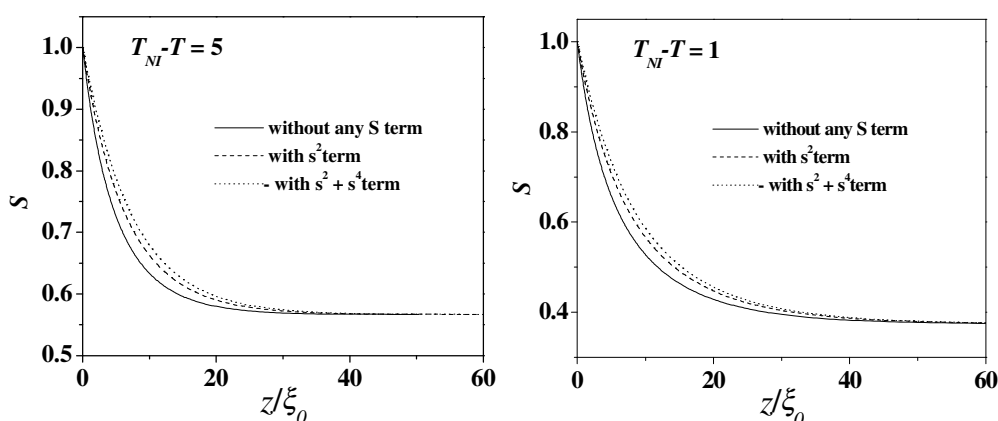 T_NI-T = 5
1.0
0.9
0.8
0.7
0.6
0.5
S
without any S term
with s²term
- with s² + s⁴term
0 20 40 60
z/ξ₀
T_NI-T = 1
1.0
0.8
0.6
0.4
S
without any S term
with s²term
- with s² + s⁴term
0 20 40 60
z/ξ₀